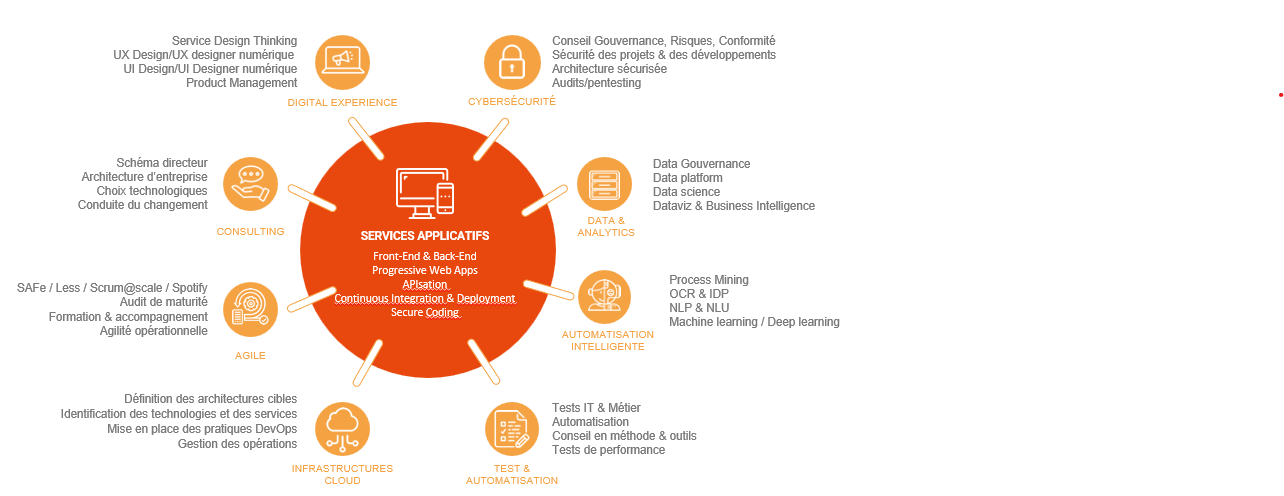 Service Design Thinking
UX Design/UX designer numérique
UI Design/UI Designer numérique
Product Management
DIGITAL EXPERIENCE
Conseil Gouvernance, Risques, Conformité
Sécurité des projets & des développements
Architecture sécurisée
Audits/pentesting
CYBERSÉCURITÉ
Schéma directeur
Architecture d'entreprise
Choix technologiques
Conduite du changement
CONSULTING
SERVICES APPLICATIFS
Front-End & Back-End
Progressive Web Apps
APIsation
Continuous Integration & Deployment
Secure Coding
Data Gouvernance
Data platform
Data science
Dataviz & Business Intelligence
DATA &
ANALYTICS
SAFe / Less / Scrum@scale / Spotify
Audit de maturité
Formation & accompagnement
Agilité opérationnelle
AGILE
Process Mining
OCR & IDP
NLP & NLU
Machine learning / Deep learning
AUTOMATISATION
INTELLIGENTE
Définition des architectures cibles
Identification des technologies et des services
Mise en place des pratiques DevOps
Gestion des opérations
INFRASTRUCTURES
CLOUD
Tests IT & Métier
Automatisation
Conseil en méthode & outils
Tests de performance
TEST &
AUTOMATISATION